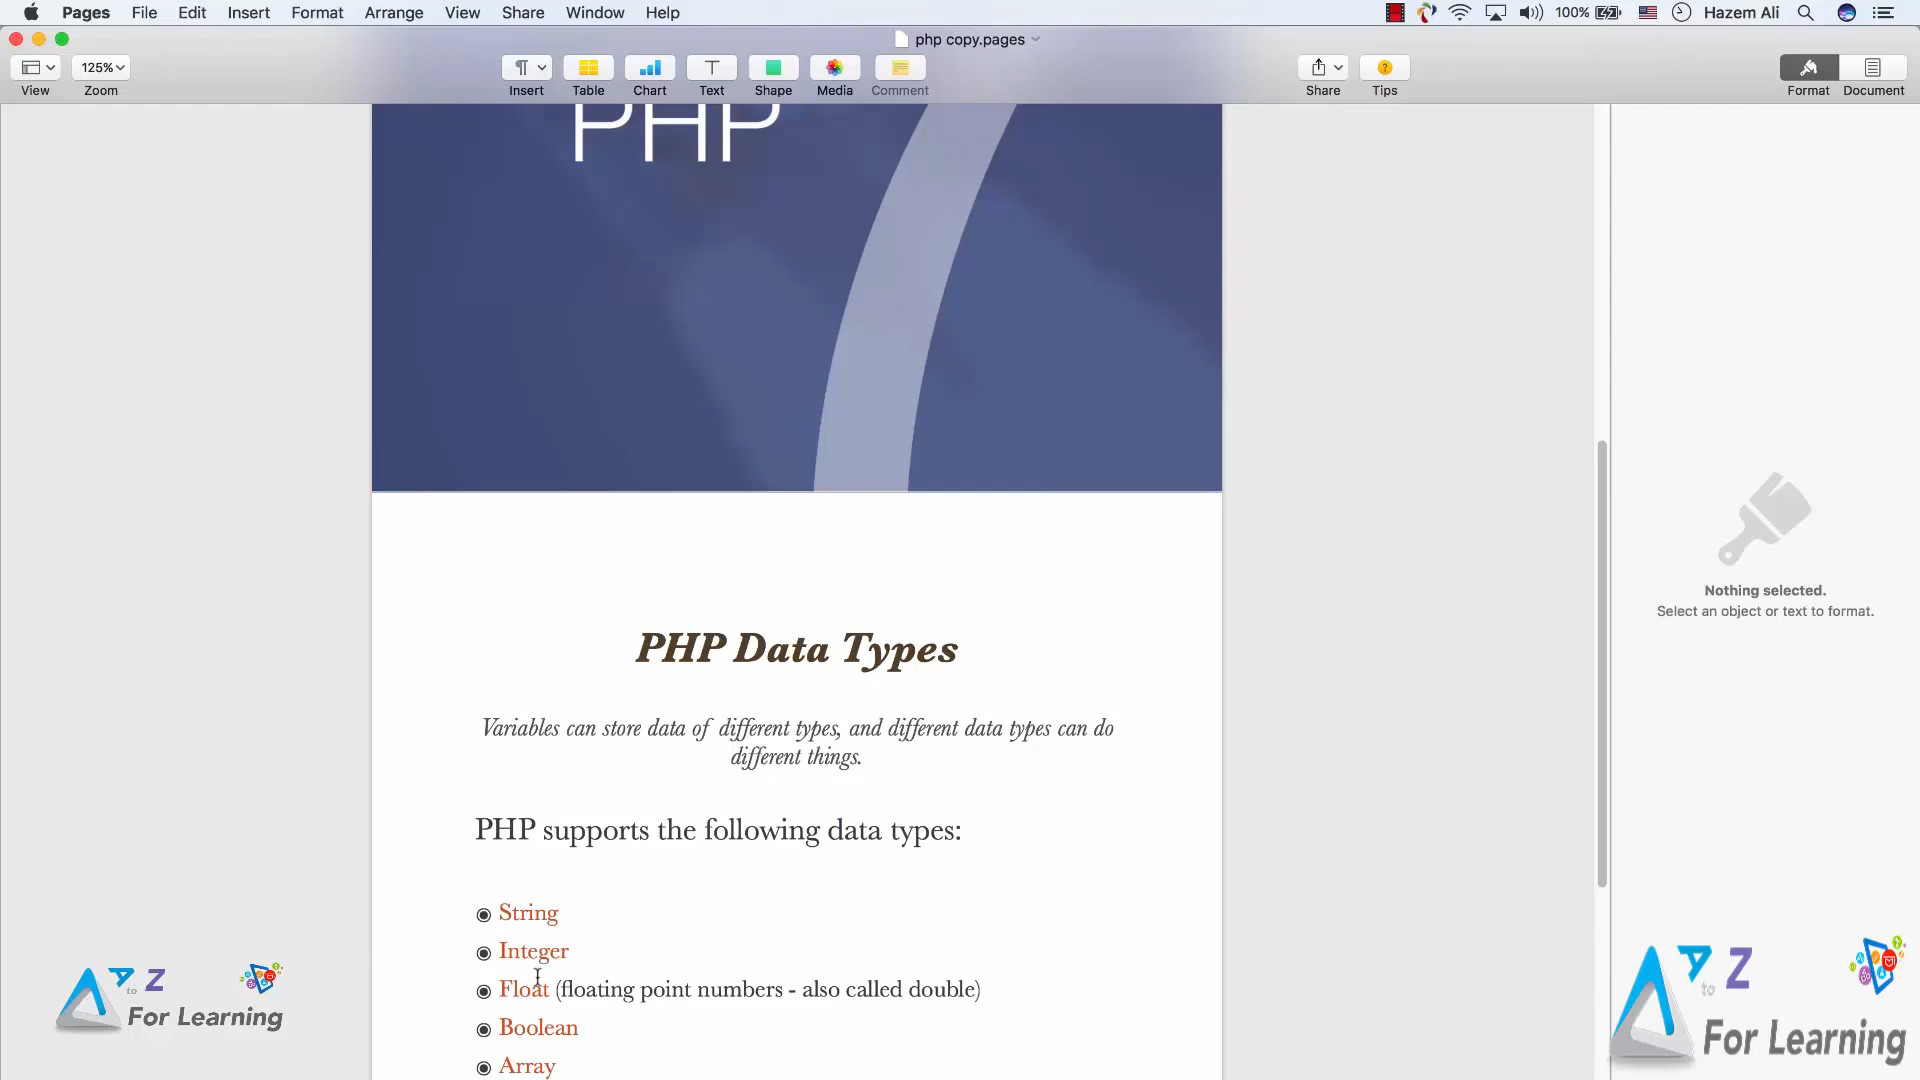 Pages File Edit Insert Format Arrange View Share Window Help 100% Hazem Ali
php copy.pages
125%
View Zoom Insert Table Chart Text Shape Media Comment Share Tips Format Document
PHP
PHP Data Types
Variables can store data of different types, and different data types can do
different things.
PHP supports the following data types:
◉ String
◉ Integer
◉ Float (floating point numbers - also called double)
◉ Boolean
◉ Array
Nothing selected.
Select an object or text to format.
A to Z
For Learning
A to Z
For Learning